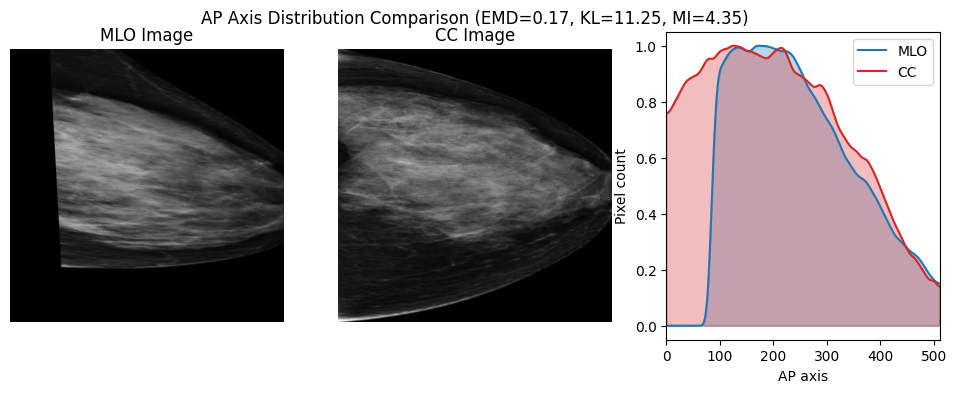 AP Axis Distribution Comparison (EMD=0.17, KL=11.25, MI=4.35)
MLO Image
CC Image
MLO
CC
Pixel count
1.0
0.8
0.6
0.4
0.2
0.0
0 100 200 300 400 500
AP axis